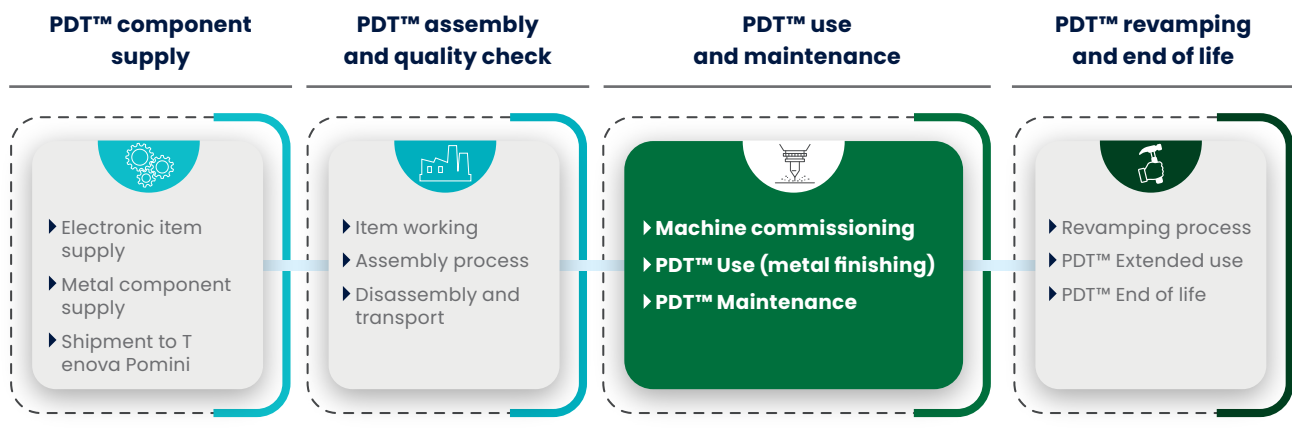 PDT™ component
supply
PDT™ assembly
and quality check
PDT™ use
and maintenance
PDT™ revamping
and end of life
Electronic item
supply
Metal component
supply
Shipment to T
enova Pomini
Item working
Assembly process
Disassembly and
transport
Machine commissioning
PDT™ Use (metal finishing)
PDT™ Maintenance
Revamping process
PDT™ Extended use
PDT™ End of life